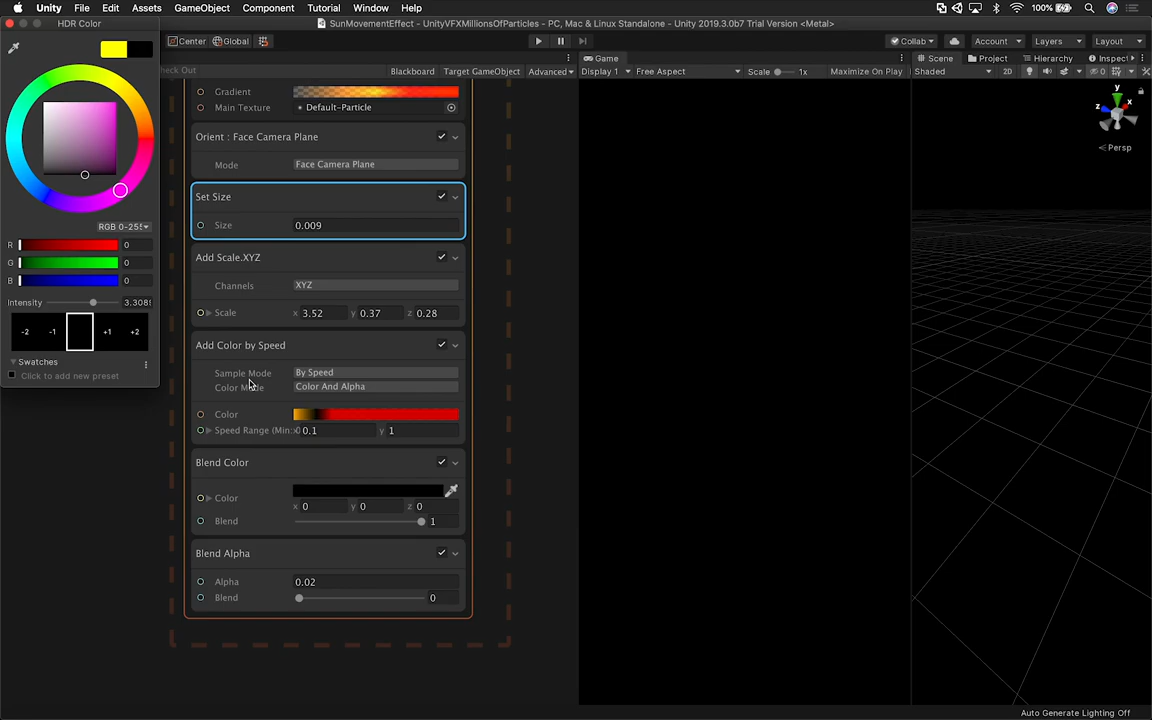 Unity File Edit Assets GameObject Component Tutorial Window Help 100%
HDR Color
SunMovementEffect - UnityVFXMillionsOfParticles - PC, Mac & Linux Standalone - Unity 2019.3.0b7 Trial Version <Metal>
Center Global Collab Account Layers Layout
Game Scene Project Hierarchy Inspect
heck Out Blackboard Target GameObject Advanced Display 1 Free Aspect Scale 1x Maximize On Play Shaded 2D 0
Gradient
Main Texture Default-Particle
y
x
z
Persp
Orient : Face Camera Plane
Mode Face Camera Plane
Set Size
Size 0.009
RGB 0-255
R 0
G 0
B 0
Intensity
-2 -1 +1 +2
Swatches
Click to add new preset
Add Scale.XYZ
Channels XYZ
Scale x 3.52 y 0.37 z 0.28
Add Color by Speed
Sample Mode By Speed
Color Mode Color And Alpha
Color
Speed Range (Min: 0.1 y 1
Blend Color
Color
x 0 y 0 z 0
Blend 1
Blend Alpha
Alpha 0.02
Blend 0
Auto Generate Lighting Off